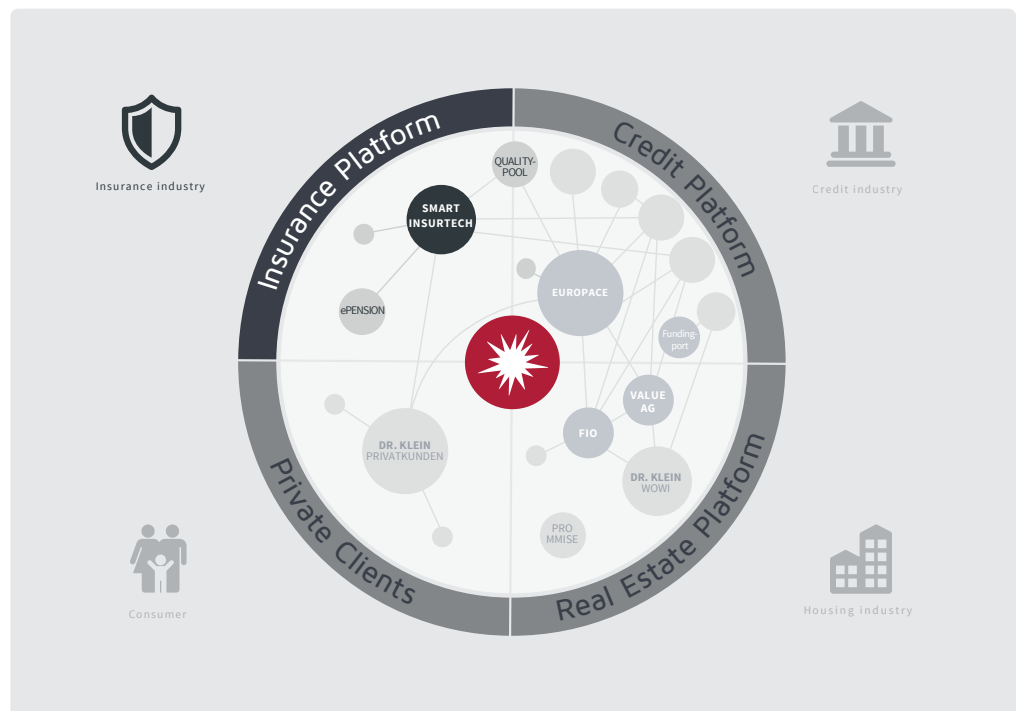 Insurance Platform
Credit Platform
Insurance industry
Credit industry
QUALITY-
POOL
SMART
INSURTECH
EUROPACE
ePENSION
Funding-
port
VALUE
AG
FIO
DR. KLEIN
PRIVATKUNDEN
DR. KLEIN
WOWI
PRO
MMISE
Private Clients
Real Estate Platform
Consumer
Housing industry